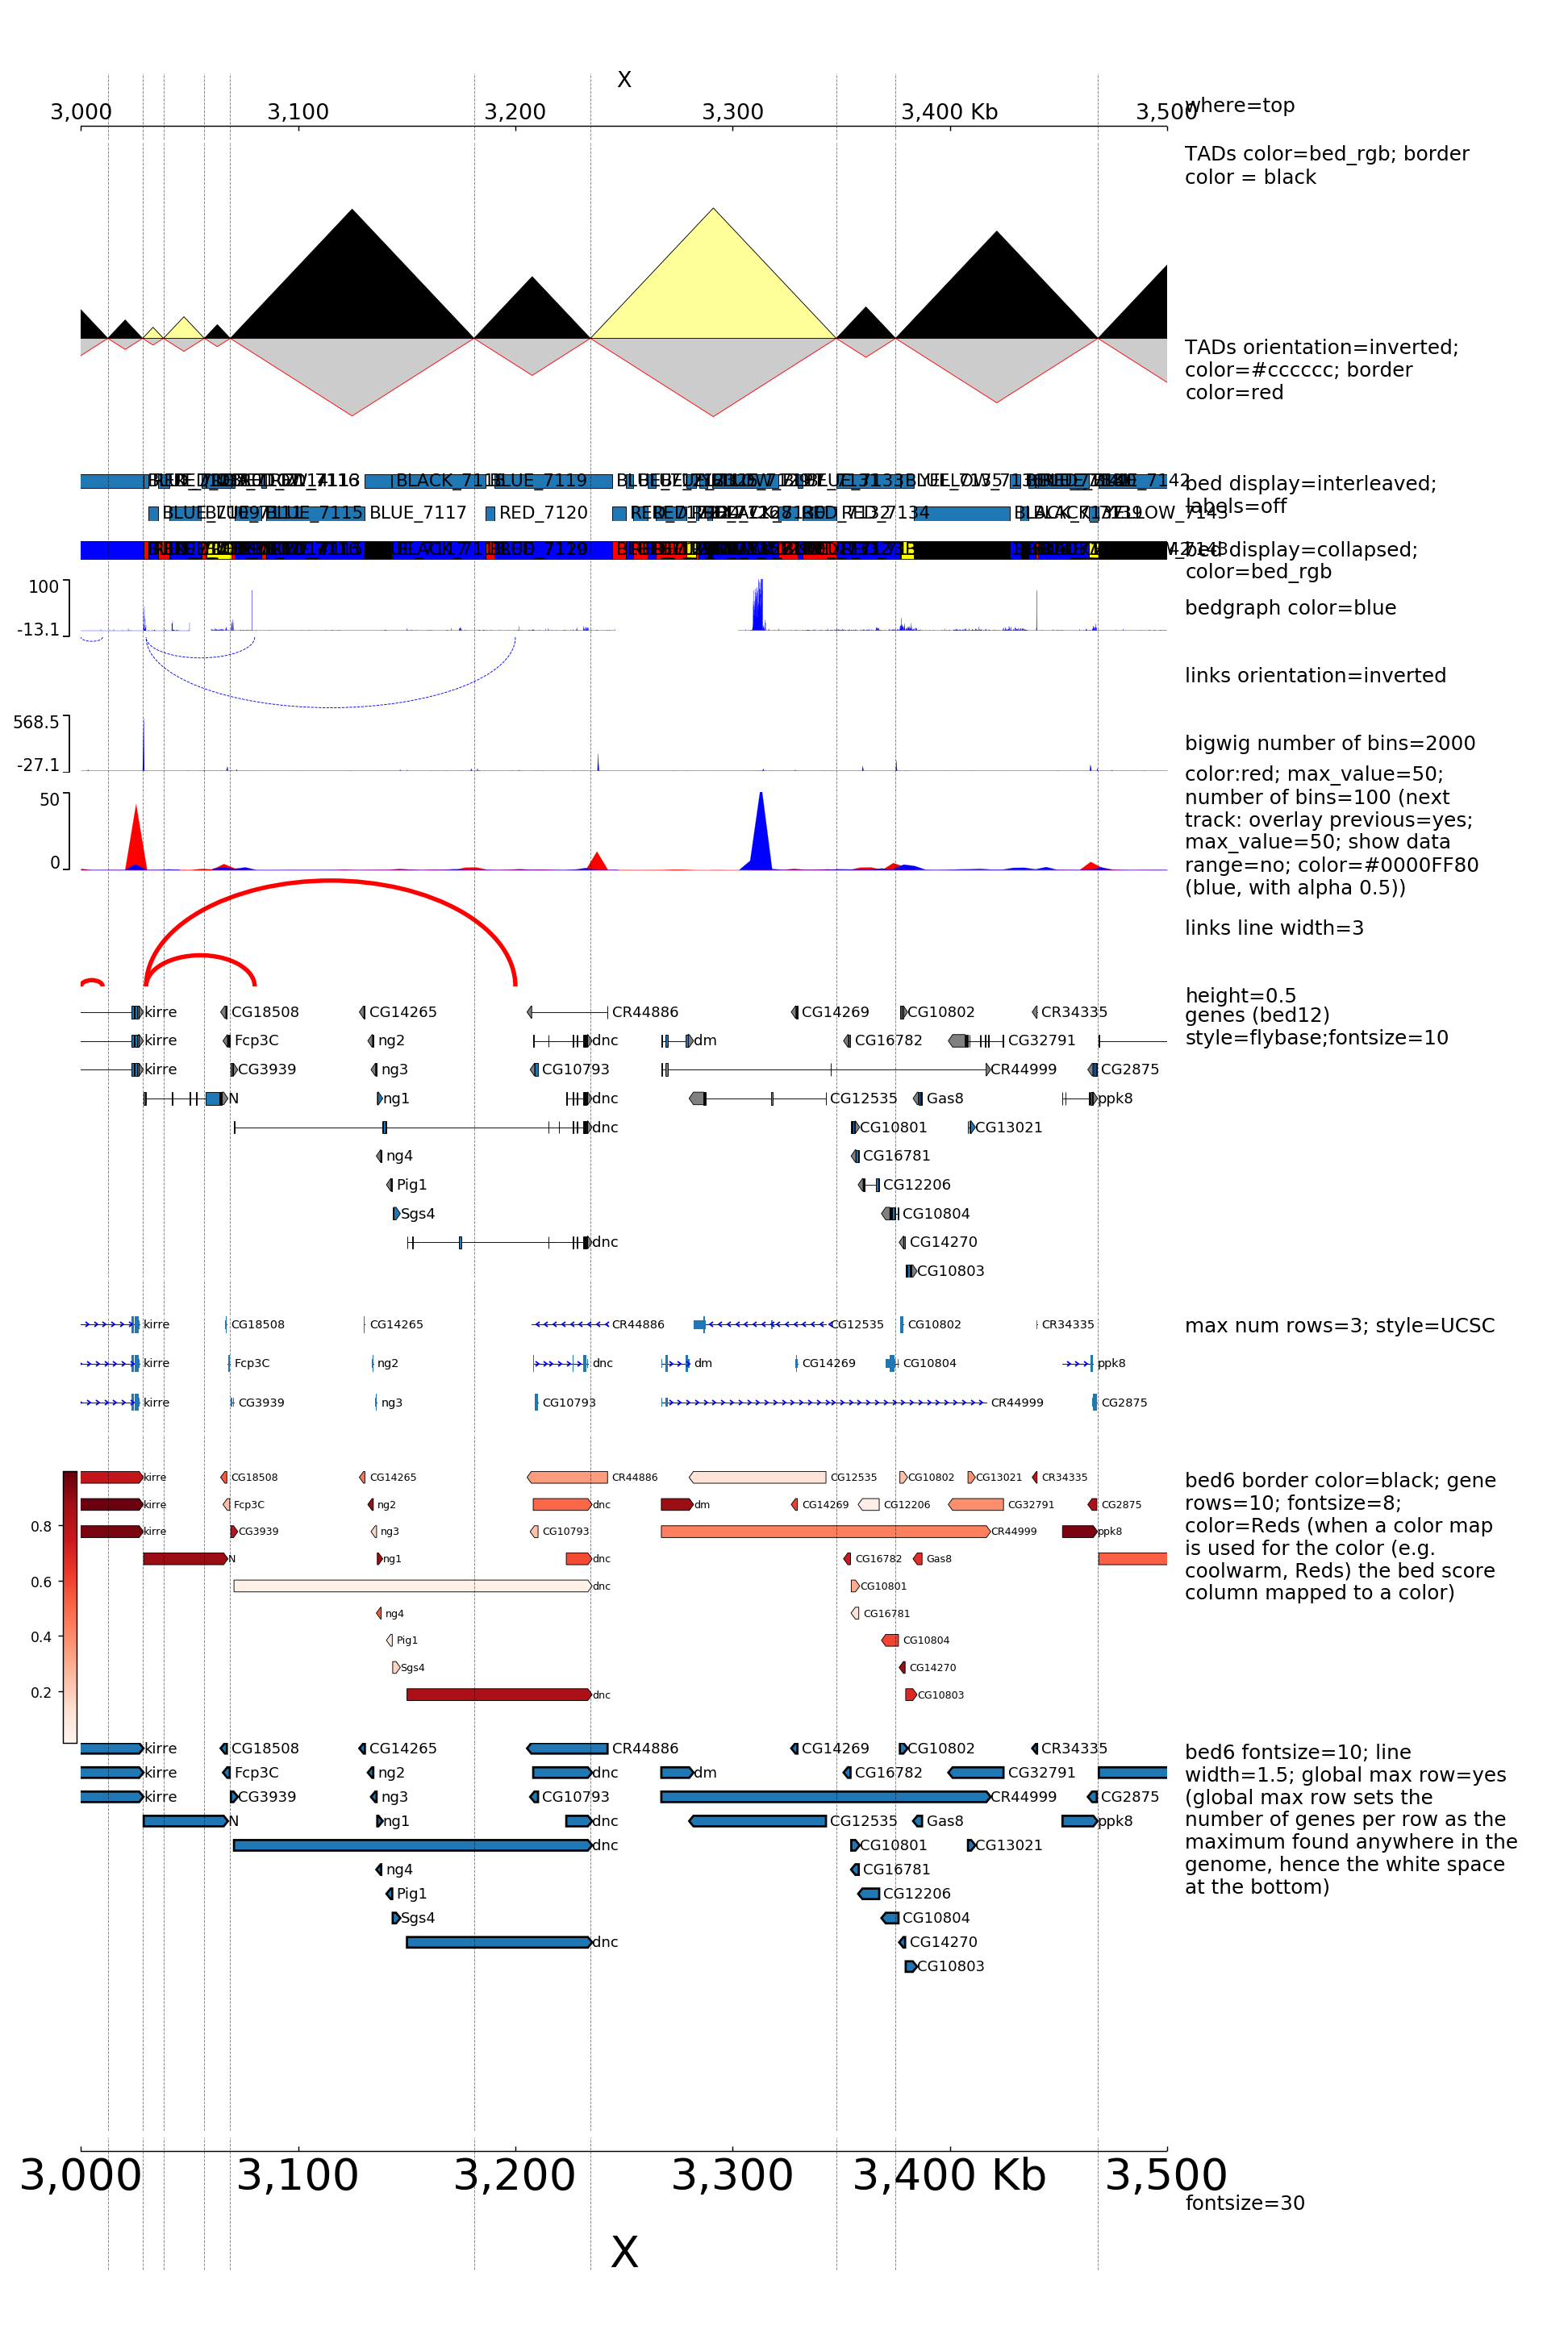 X
3,000 3,100 3,200 3,300 3,400 Kb 3,500
where=top
TADs color=bed_rgb; border
color = black
TADs orientation=inverted;
color=#cccccc; border
color=red
BLACK_7118 BLUE_7119
bed display=interleaved;
labels=off
BLUE_7115 BLUE_7117 RED_7120
bed display=collapsed;
color=bed_rgb
100
-13.1
bedgraph color=blue
links orientation=inverted
568.5
-27.1
bigwig number of bins=2000
50
0
color:red; max_value=50;
number of bins=100 (next
track: overlay previous=yes;
max_value=50; show data
range=no; color=#0000FF80
(blue, with alpha 0.5))
links line width=3
height=0.5
genes (bed12)
style=flybase;fontsize=10
kirre CG18508 CG14265 CR44886 CG14269 CG10802 CR34335
kirre Fcp3C ng2 dnc dm CG16782 CG32791
kirre CG3939 ng3 CG10793 CR44999 CG2875
N ng1 dnc CG12535 Gas8 ppk8
dnc CG10801 CG13021
ng4 CG16781
Pig1 CG12206
Sgs4 CG10804
dnc CG14270
CG10803
kirre CG18508 CG14265 CR44886 CG12535 CG10802 CR34335
max num rows=3; style=UCSC
kirre Fcp3C ng2 dnc dm CG14269 CG10804 ppk8
kirre CG3939 ng3 CG10793 CR44999 CG2875
0.8
0.6
0.4
0.2
kirre CG18508 CG14265 CR44886 CG12535 CG10802 CG13021 CR34335
kirre Fcp3C ng2 dnc dm CG14269 CG12206 CG32791 CG2875
kirre CG3939 ng3 CG10793 CR44999 ppk8
N ng1 dnc CG16782 Gas8
dnc CG10801
ng4 CG16781
Pig1 CG10804
Sgs4 CG14270
dnc CG10803
bed6 border color=black; gene
rows=10; fontsize=8;
color=Reds (when a color map
is used for the color (e.g.
coolwarm, Reds) the bed score
column mapped to a color)
kirre CG18508 CG14265 CR44886 CG14269 CG10802 CR34335
kirre Fcp3C ng2 dnc dm CG16782 CG32791
kirre CG3939 ng3 CG10793 CR44999 CG2875
N ng1 dnc CG12535 Gas8 ppk8
dnc CG10801 CG13021
ng4 CG16781
Pig1 CG12206
Sgs4 CG10804
dnc CG14270
CG10803
bed6 fontsize=10; line
width=1.5; global max row=yes
(global max row sets the
number of genes per row as the
maximum found anywhere in the
genome, hence the white space
at the bottom)
3,000 3,100 3,200 3,300 3,400 Kb 3,500
fontsize=30
X